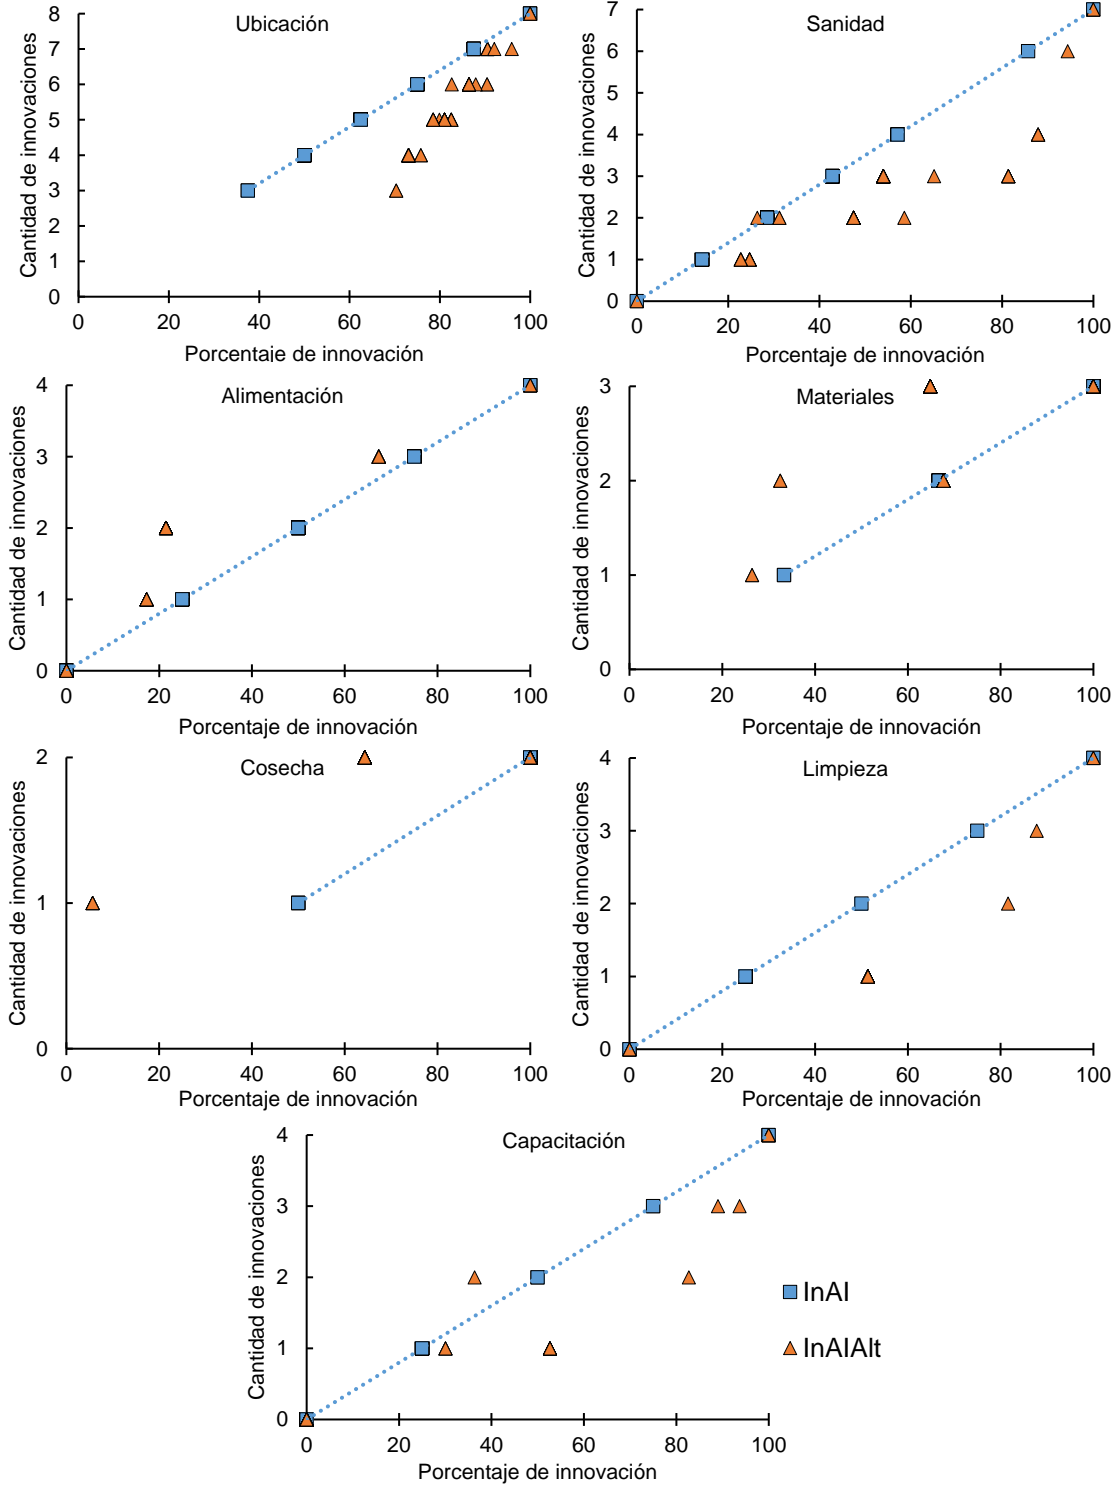 Ubicación
Cantidad de innovaciones
8
7
6
5
4
3
2
1
0
0 20 40 60 80 100
Porcentaje de innovación
Sanidad
Cantidad de innovaciones
7
6
5
4
3
2
1
0
0 20 40 60 80 100
Porcentaje de innovación
Alimentación
Cantidad de innovaciones
4
3
2
1
0
0 20 40 60 80 100
Porcentaje de innovación
Materiales
Cantidad de innovaciones
3
2
1
0
0 20 40 60 80 100
Porcentaje de innovación
Cosecha
Cantidad de innovaciones
2
1
0
0 20 40 60 80 100
Porcentaje de innovación
Limpieza
Cantidad de innovaciones
4
3
2
1
0
0 20 40 60 80 100
Porcentaje de innovación
Capacitación
Cantidad de innovaciones
4
3
2
1
0
0 20 40 60 80 100
Porcentaje de innovación
InAI
InAIAlt